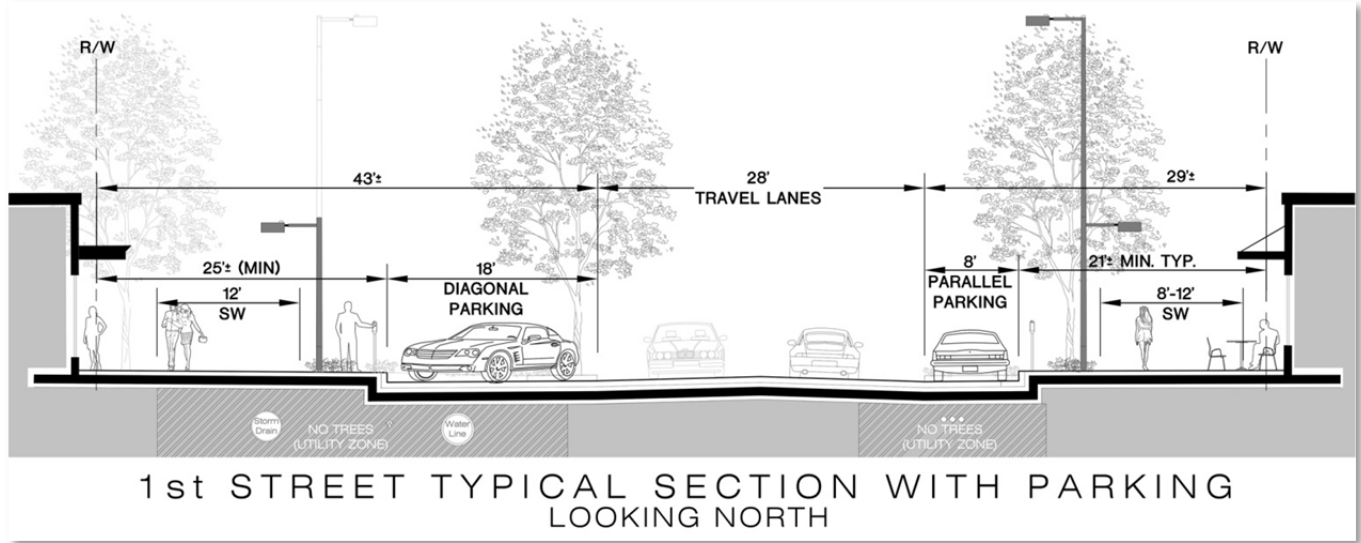 R/W
R/W
43'±
28'
TRAVEL LANES
29'±
25'± (MIN)
18'
DIAGONAL
PARKING
8'
PARALLEL
PARKING
21'± MIN. TYP.
12'
SW
8'-12'
SW
Storm
Drain
NO TREES
(UTILITY ZONE)
?
Water
Line
NO TREES
(UTILITY ZONE)
1st STREET TYPICAL SECTION WITH PARKING
LOOKING NORTH